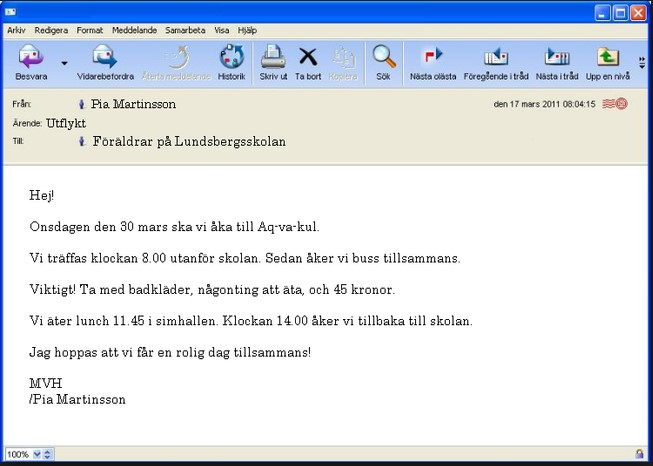 Arkiv Redigera Format Meddelande Samarbeta Visa Hjälp
Besvara Vidarebefordra Återta meddelande Historik Skriv ut Ta bort Kopiera Sök Nästa olästa Föregående i tråd Nästa i tråd Upp en nivå
Från: Pia Martinsson den 17 mars 2011 08:04:15
Ärende: Utflykt
Till: Föräldrar på Lundsbergsskolan
Hej!
Onsdagen den 30 mars ska vi åka till Aq-va-kul.
Vi träffas klockan 8.00 utanför skolan. Sedan åker vi buss tillsammans.
Viktigt! Ta med badkläder, någonting att äta, och 45 kronor.
Vi äter lunch 11.45 i simhallen. Klockan 14.00 åker vi tillbaka till skolan.
Jag hoppas att vi får en rolig dag tillsammans!
MVH
/Pia Martinsson
100%